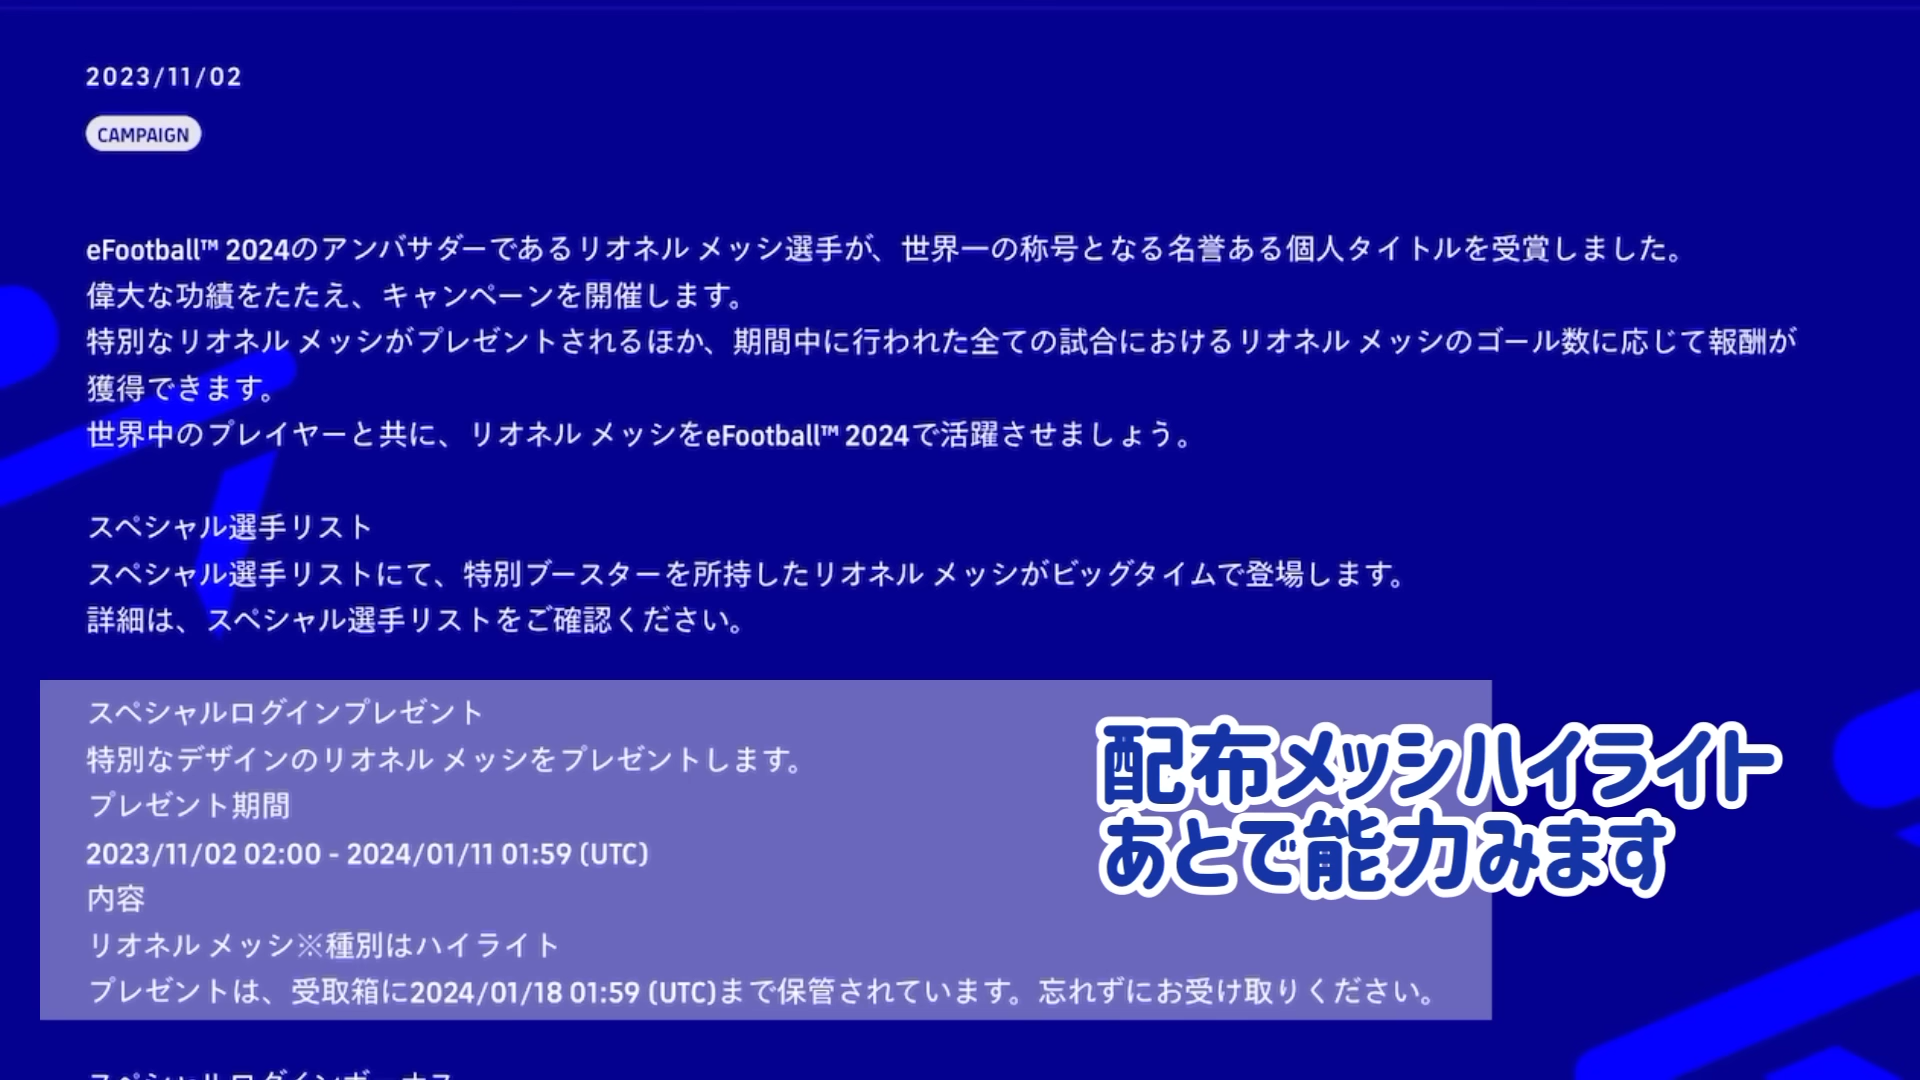 2023/11/02
CAMPAIGN
eFootball™ 2024のアンバサダーであるリオネル メッシ選手が、世界一の称号となる名誉ある個人タイトルを受賞しました。
偉大な功績をたたえ、キャンペーンを開催します。
特別なリオネル メッシがプレゼントされるほか、期間中に行われた全ての試合におけるリオネル メッシのゴール数に応じて報酬が
獲得できます。
世界中のプレイヤーと共に、リオネル メッシをeFootball™ 2024で活躍させましょう。
スペシャル選手リスト
スペシャル選手リストにて、特別ブースターを所持したリオネル メッシがビッグタイムで登場します。
詳細は、スペシャル選手リストをご確認ください。
スペシャルログインプレゼント
特別なデザインのリオネル メッシをプレゼントします。
プレゼント期間
2023/11/02 02:00 - 2024/01/11 01:59 (UTC)
内容
リオネル メッシ※種別はハイライト
プレゼントは、受取箱に2024/01/18 01:59 (UTC)まで保管されています。忘れずにお受け取りください。
配布メッシハイライト
あとで能力みます
スペシャルログインボーナス